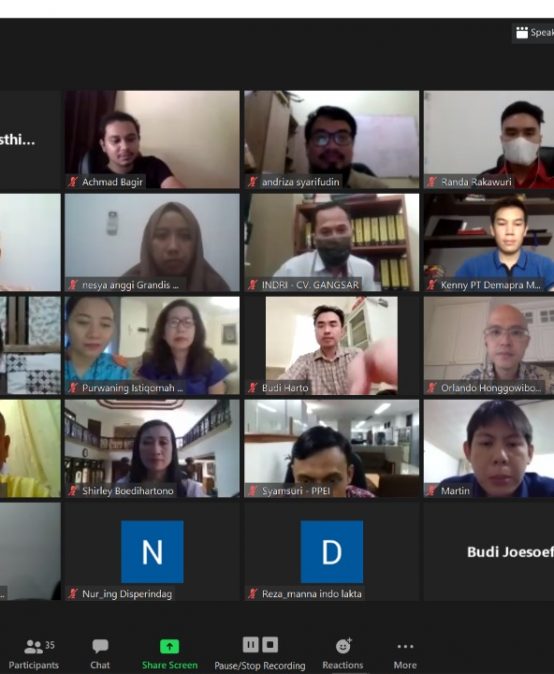 Speak
sthi...
Achmad Bagir
andriza syarifudin
Randa Rakawuri
nesya anggi Grandis ...
INDRI - CV. GANGSAR
Kenny PT Demapra M...
Purwaning Istiqomah ...
Budi Harto
Orlando Honggowibo...
Shirley Boedihartono
Syamsuri - PPEI
Martin
N
D
Budi Joesoef
Nur_ing Disperindag
Reza_manna indo lakta
35
Participants
Chat
Share Screen
Pause/Stop Recording
Reactions
More